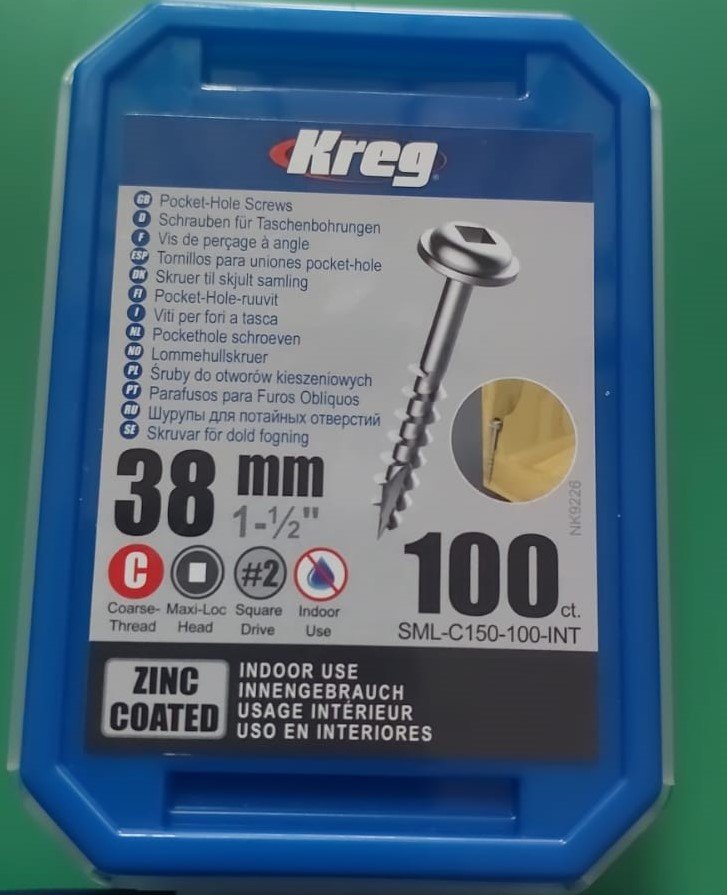 Kreg
GB Pocket-Hole Screws
D Schrauben für Taschenbohrungen
F Vis de perçage à angle
ESP Tornillos para uniones pocket-hole
DK Skruer til skjult samling
FI Pocket-Hole-ruuvit
I Viti per fori a tasca
NL Pockethole schroeven
NO Lommehullskruer
PL Śruby do otworów kieszeniowych
PT Parafusos para Furos Obliquos
RU Шурупы для потайных отверстий
SE Skruvar för dold fogning
38 mm
1-½"
C #2
Coarse-Thread Maxi-Loc Head Square Drive Indoor Use
NK9226
100 ct.
SML-C150-100-INT
ZINC COATED
INDOOR USE
INNENGEBRAUCH
USAGE INTÉRIEUR
USO EN INTERIORES